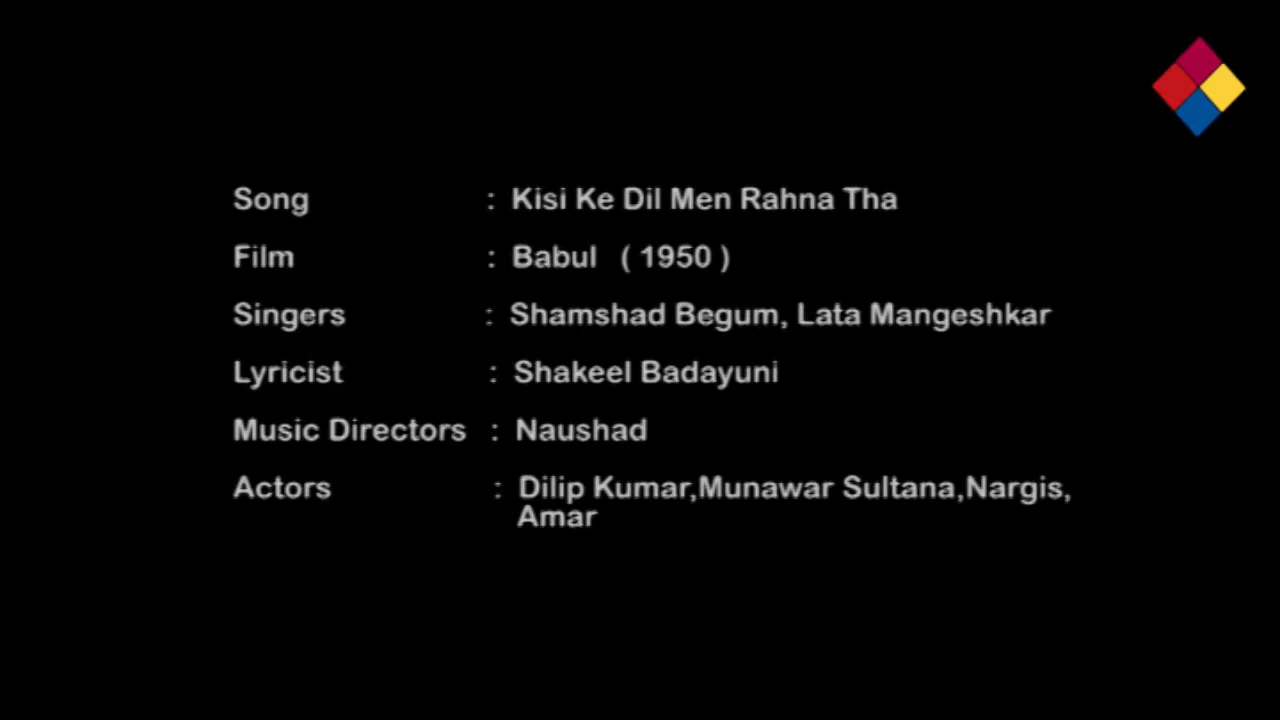 Song : Kisi Ke Dil Men Rahna Tha
Film : Babul ( 1950 )
Singers : Shamshad Begum, Lata Mangeshkar
Lyricist : Shakeel Badayuni
Music Directors : Naushad
Actors : Dilip Kumar,Munawar Sultana,Nargis,
Amar